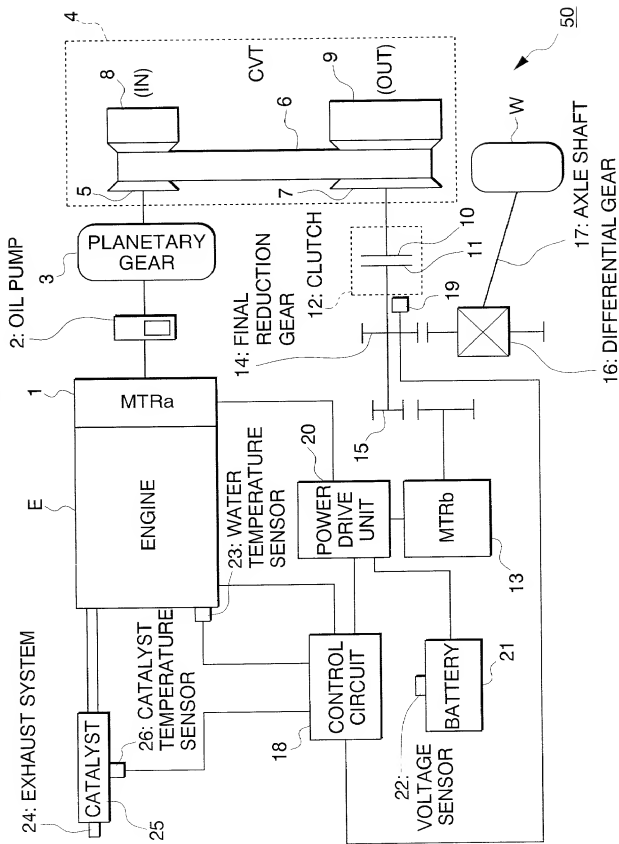 4
8
(IN)
CVT
9
(OUT)
50
5
6
7
W
PLANETARY
GEAR
3
2: OIL PUMP
12: CLUTCH
10
11
19
14: FINAL
REDUCTION
GEAR
17: AXLE SHAFT
16: DIFFERENTIAL GEAR
1
MTRa
E
ENGINE
15
20
POWER
DRIVE
UNIT
MTRb
13
23: WATER
TEMPERATURE
SENSOR
26: CATALYST
TEMPERATURE
SENSOR
24: EXHAUST SYSTEM
CATALYST
25
CONTROL
CIRCUIT
18
BATTERY
21
22:
VOLTAGE
SENSOR